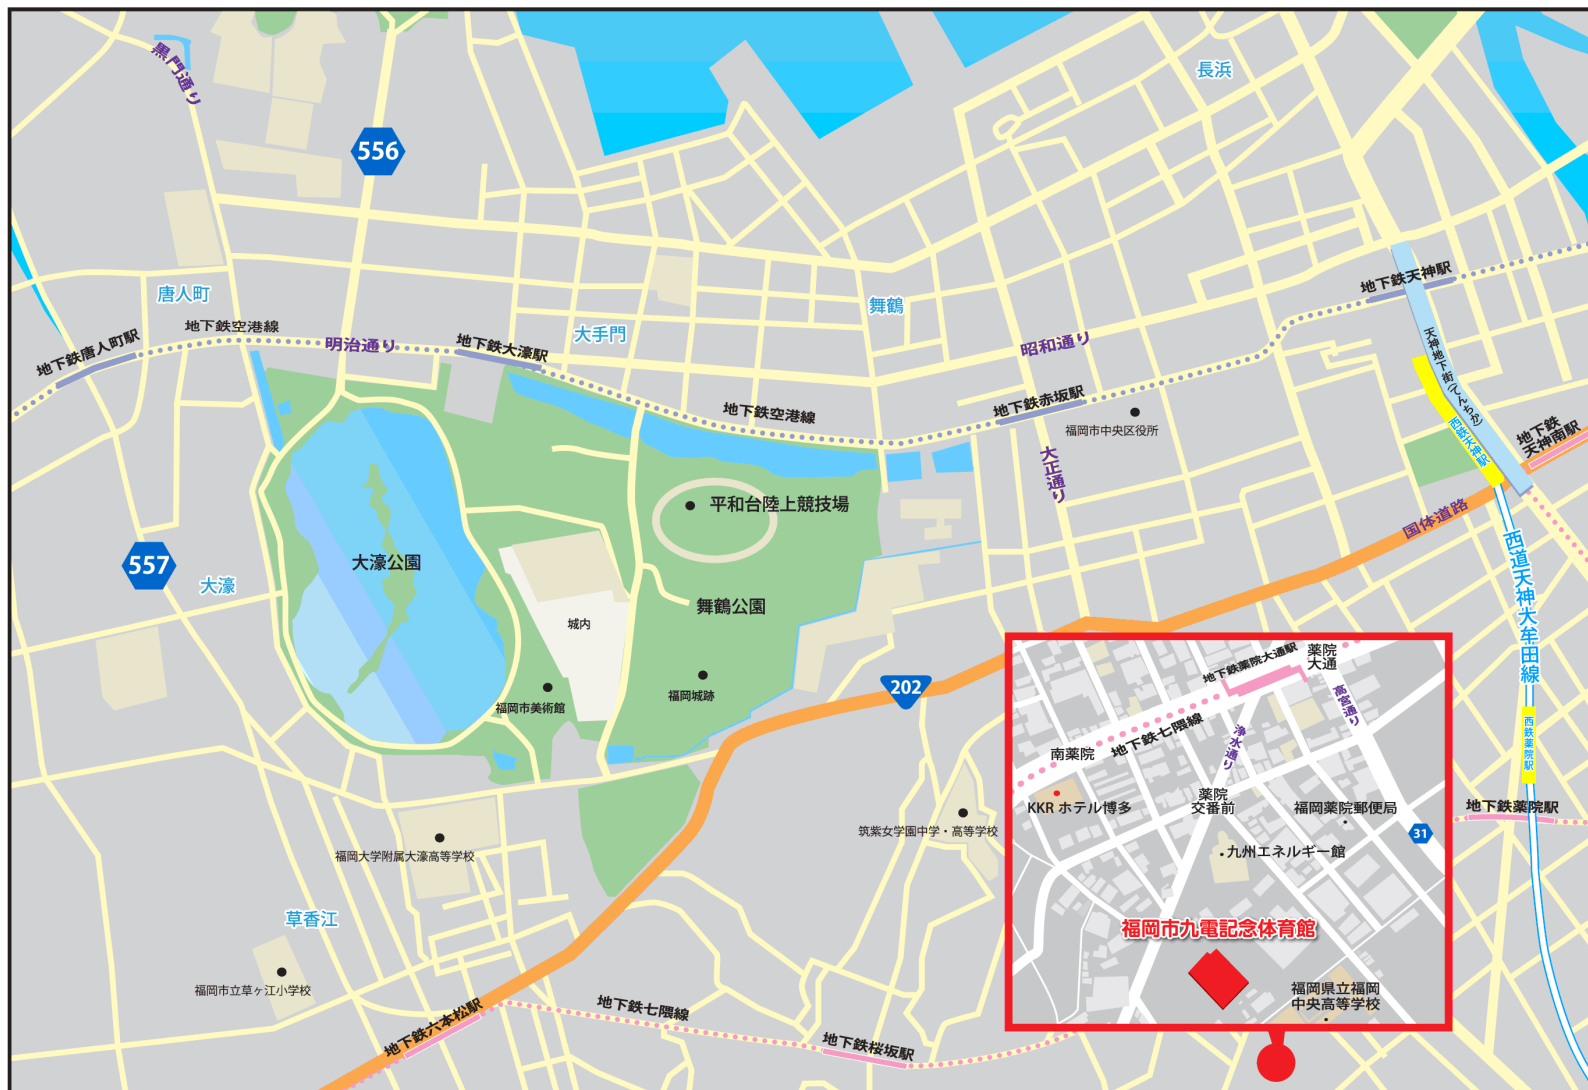 長浜
黒門通り
556
唐人町
地下鉄空港線
地下鉄唐人町駅
明治通り
地下鉄大濠駅
大手門
舞鶴
昭和通り
地下鉄天神駅
天神地下街(てんちか)
西鉄天神駅
地下鉄
天神南駅
地下鉄空港線
地下鉄赤坂駅
福岡市中央区役所
大正通り
国体道路
平和台陸上競技場
大濠公園
557
大濠
舞鶴公園
城内
福岡城跡
福岡市美術館
202
西道天神大牟田線
西鉄薬院駅
地下鉄薬院駅
地下鉄薬院大通駅
薬院
大通
高宮通り
浄水通り
地下鉄七隈線
南薬院
KKR ホテル博多
薬院
交番前
福岡薬院郵便局
31
九州エネルギー館
福岡市九電記念体育館
福岡県立福岡
中央高等学校
筑紫女学園中学・高等学校
福岡大学附属大濠高等学校
草香江
福岡市立草ヶ江小学校
地下鉄六本松駅
地下鉄七隈線
地下鉄桜坂駅